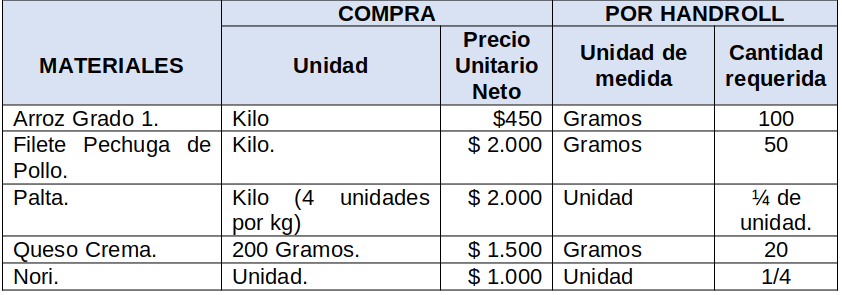 COMPRA POR HANDROLL
MATERIALES Unidad Precio Unitario Neto Unidad de medida Cantidad requerida
Arroz Grado 1. Kilo $450 Gramos 100
Filete Pechuga de Pollo. Kilo. $ 2.000 Gramos 50
Palta. Kilo (4 unidades por kg) $ 2.000 Unidad ¼ de unidad.
Queso Crema. 200 Gramos. $ 1.500 Gramos 20
Nori. Unidad. $ 1.000 Unidad 1/4